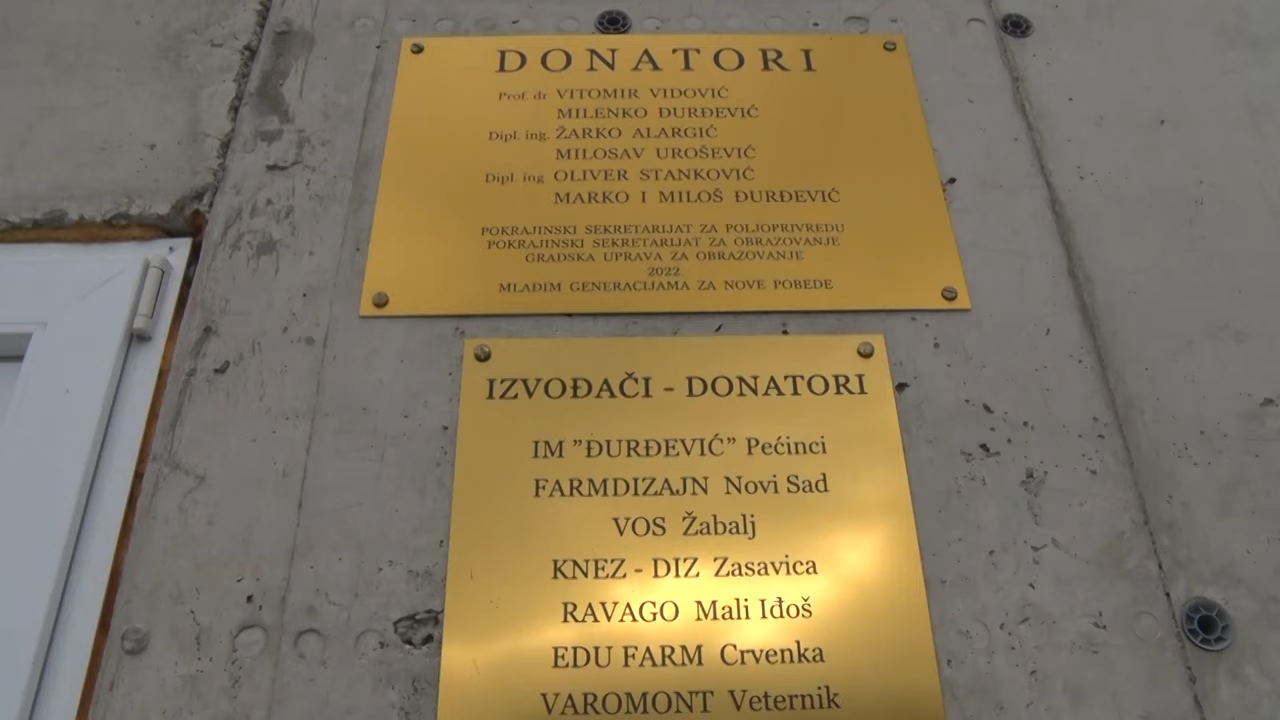 DONATORI
Prof. dr VITOMIR VIDOVIĆ
MILENKO ĐURĐEVIĆ
Dipl. ing. ŽARKO ALARGIĆ
MILOSAV UROŠEVIĆ
Dipl. ing OLIVER STANKOVIĆ
MARKO I MILOŠ ĐURĐEVIĆ
POKRAJINSKI SEKRETARIJAT ZA POLJOPRIVREDU
POKRAJINSKI SEKRETARIJAT ZA OBRAZOVANJE
GRADSKA UPRAVA ZA OBRAZOVANJE
2022.
MLADIM GENERACIJAMA ZA NOVE POBEDE
IZVOĐAČI - DONATORI
IM ”ĐURĐEVIĆ” Pećinci
FARMDIZAJN Novi Sad
VOS Žabalj
KNEZ - DIZ Zasavica
RAVAGO Mali Iđoš
EDU FARM Crvenka
VAROMONT Veternik